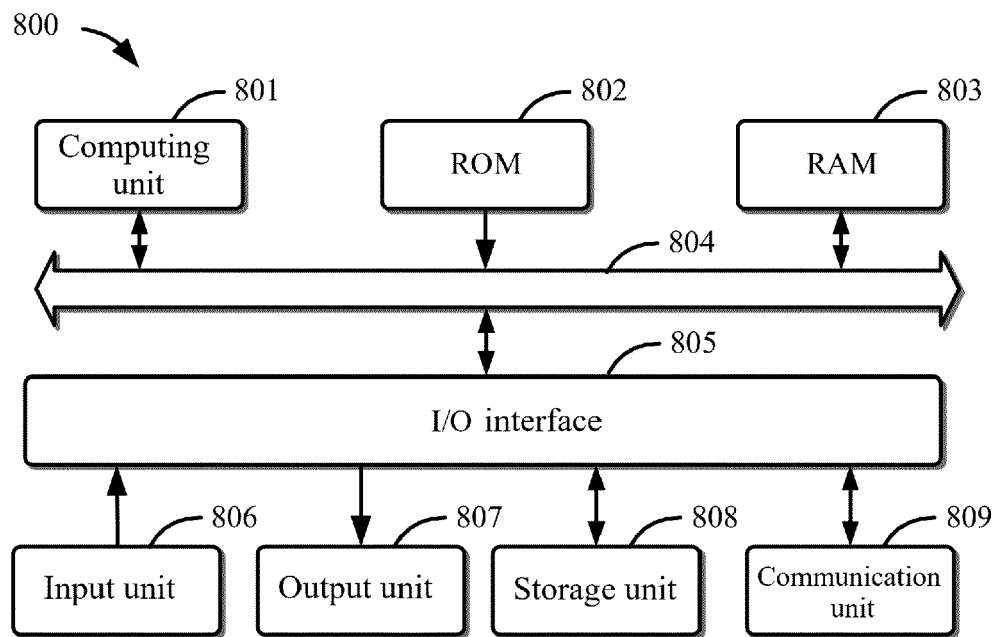 800
801
802
803
Computing
unit
ROM
RAM
804
805
I/O interface
806
807
808
809
Input unit
Output unit
Storage unit
Communication
unit